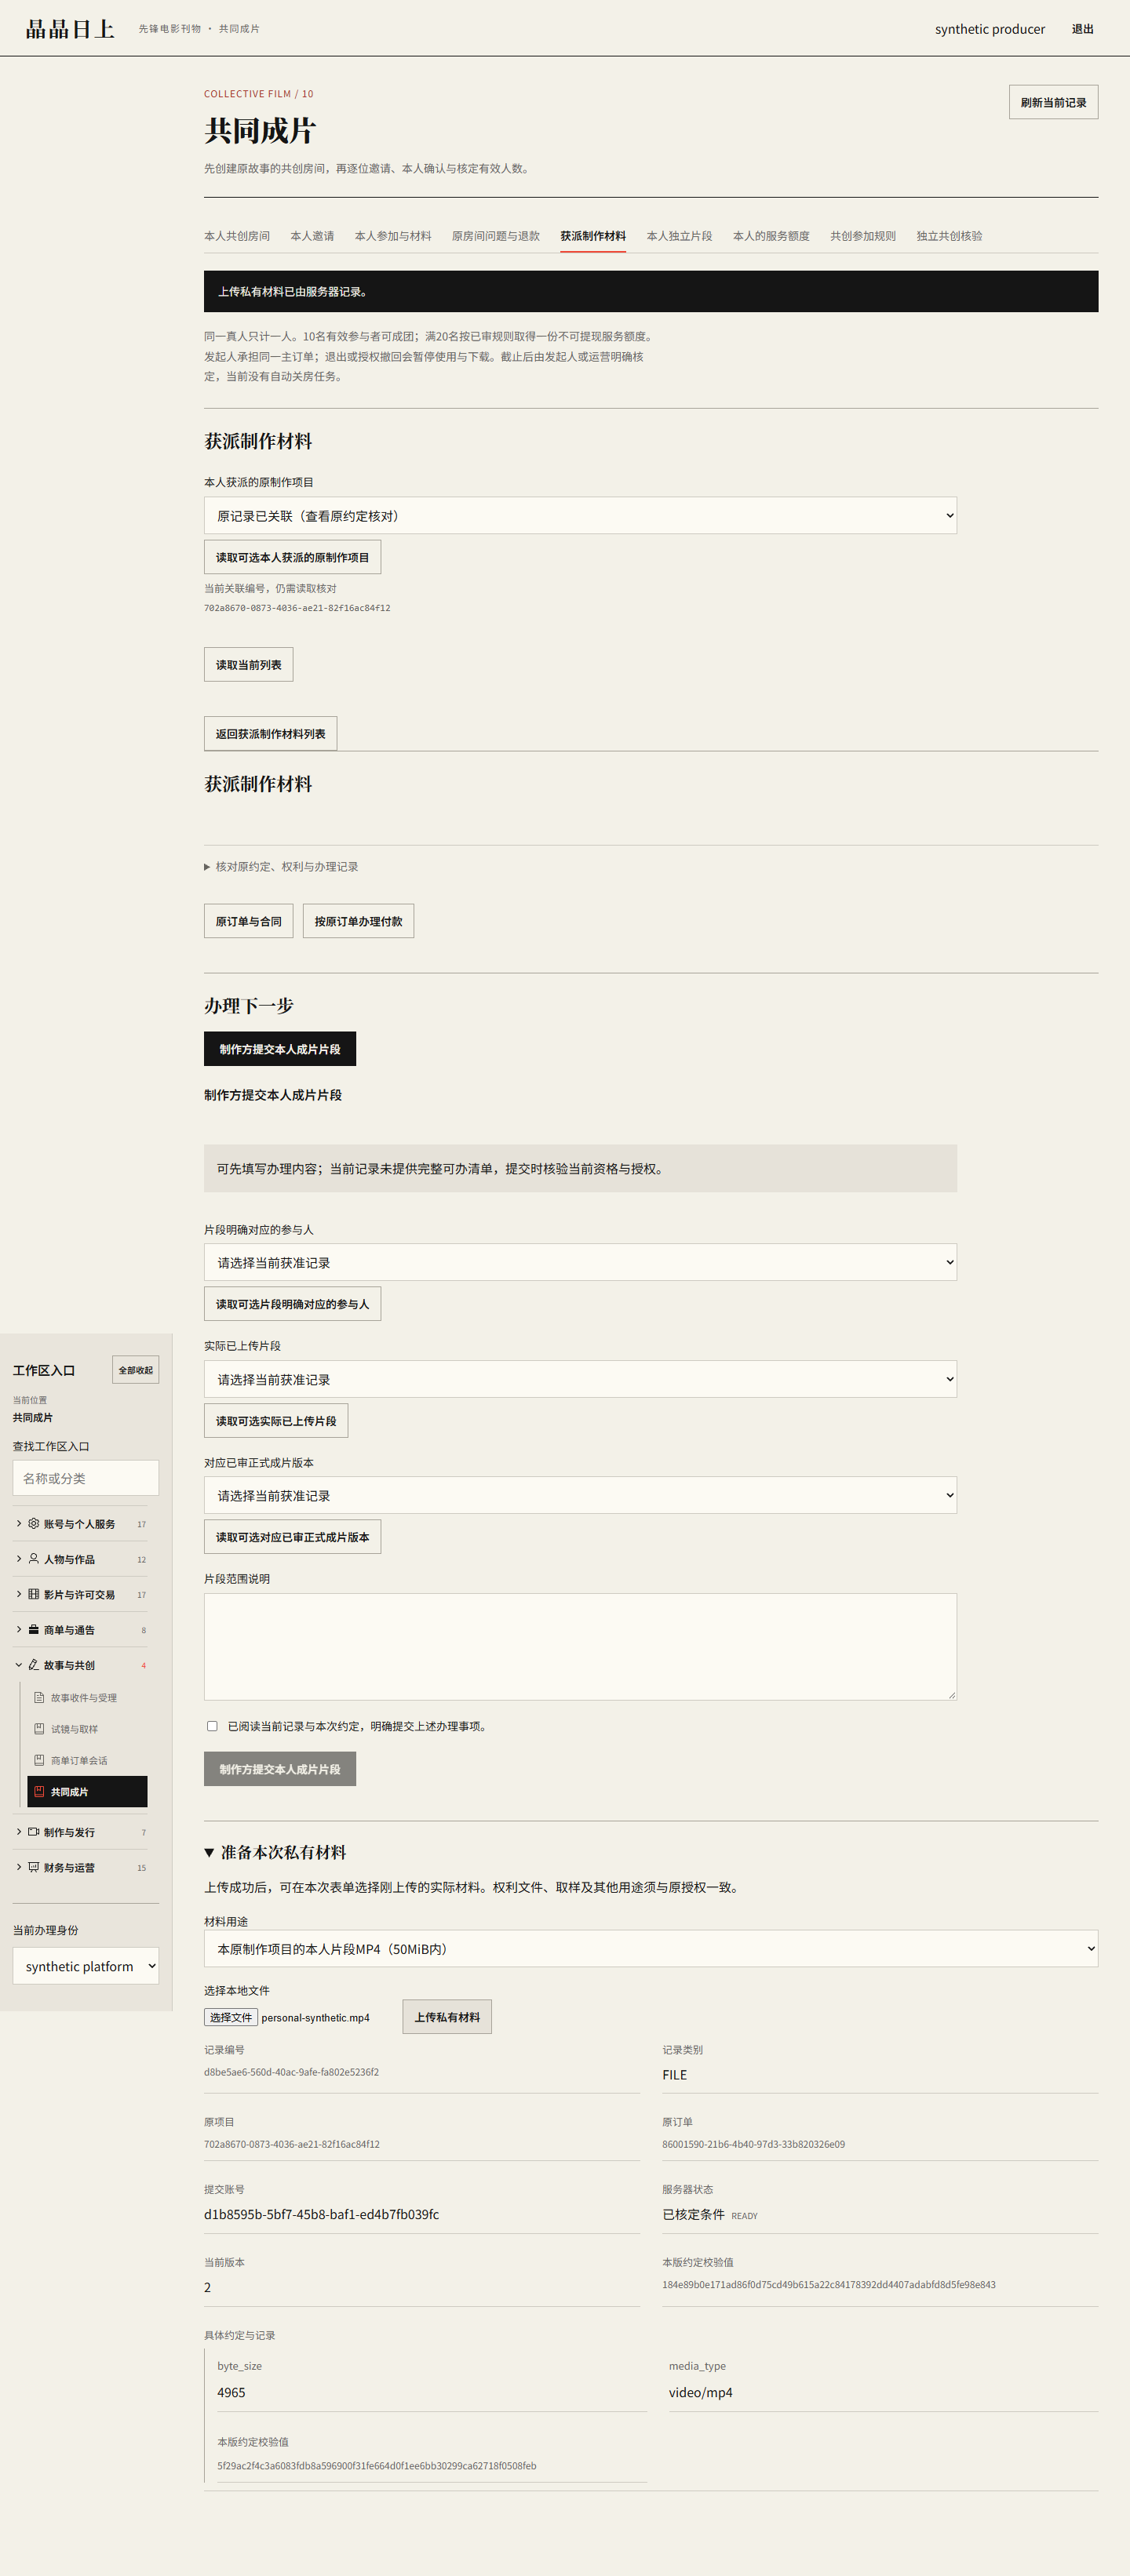 晶晶日上
先锋电影刊物 · 共同成片
synthetic producer
退出
COLLECTIVE FILM / 10
共同成片
刷新当前记录
先创建原故事的共创房间，再逐位邀请、本人确认与核定有效人数。
本人共创房间 本人邀请 本人参加与材料 原房间问题与退款 获派制作材料 本人独立片段 本人的服务额度 共创参加规则 独立共创核验
上传私有材料已由服务器记录。
同一真人只计一人。10名有效参与者可成团；满20名按已审规则取得一份不可提现服务额度。
发起人承担同一主订单；退出或授权撤回会暂停使用与下载。截止后由发起人或运营明确核
定，当前没有自动关房任务。
获派制作材料
本人获派的原制作项目
原记录已关联（查看原约定核对）
读取可选本人获派的原制作项目
当前关联编号，仍需读取核对
702a8670-0873-4036-ae21-82f16ac84f12
读取当前列表
返回获派制作材料列表
获派制作材料
核对原约定、权利与办理记录
原订单与合同
按原订单办理付款
办理下一步
制作方提交本人成片片段
制作方提交本人成片片段
可先填写办理内容；当前记录未提供完整可办清单，提交时核验当前资格与授权。
片段明确对应的参与人
请选择当前获准记录
读取可选片段明确对应的参与人
实际已上传片段
请选择当前获准记录
读取可选实际已上传片段
对应已审正式成片版本
请选择当前获准记录
读取可选对应已审正式成片版本
片段范围说明
已阅读当前记录与本次约定，明确提交上述办理事项。
制作方提交本人成片片段
工作区入口
全部收起
当前位置
共同成片
查找工作区入口
名称或分类
账号与个人服务 17
人物与作品 12
影片与许可交易 17
商单与通告 8
故事与共创 4
故事收件与受理
试镜与取样
商单订单会话
共同成片
制作与发行 7
财务与运营 15
当前办理身份
synthetic platform
准备本次私有材料
上传成功后，可在本次表单选择刚上传的实际材料。权利文件、取样及其他用途须与原授权一致。
材料用途
本原制作项目的本人片段MP4（50MiB内）
选择本地文件
选择文件 personal-synthetic.mp4
上传私有材料
记录编号
d8be5ae6-560d-40ac-9afe-fa802e5236f2
记录类别
FILE
原项目
702a8670-0873-4036-ae21-82f16ac84f12
原订单
86001590-21b6-4b40-97d3-33b820326e09
提交账号
d1b8595b-5bf7-45b8-baf1-ed4b7fb039fc
服务器状态
已核定条件 READY
当前版本
2
本版约定校验值
184e89b0e171ad86f0d75cd49b615a22c84178392dd4407adabfd8d5fe98e843
具体约定与记录
byte_size
4965
media_type
video/mp4
本版约定校验值
5f29ac2f4c3a6083fdb8a596900f31fe664d0f1ee6bb30299ca62718f0508feb